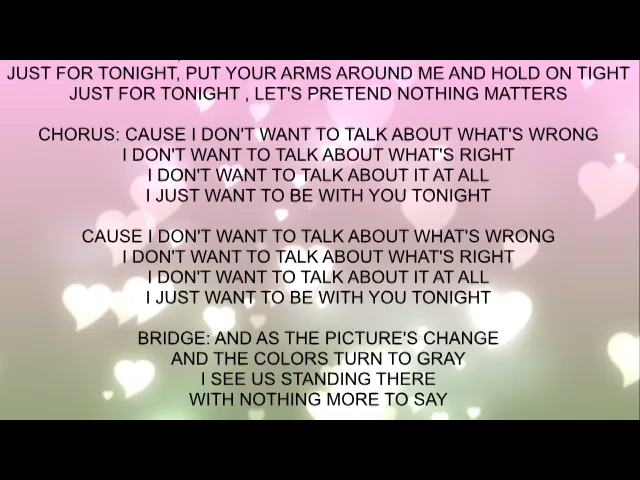 JUST FOR TONIGHT, PUT YOUR ARMS AROUND ME AND HOLD ON TIGHT
JUST FOR TONIGHT , LET'S PRETEND NOTHING MATTERS
CHORUS: CAUSE I DON'T WANT TO TALK ABOUT WHAT'S WRONG
I DON'T WANT TO TALK ABOUT WHAT'S RIGHT
I DON'T WANT TO TALK ABOUT IT AT ALL
I JUST WANT TO BE WITH YOU TONIGHT
CAUSE I DON'T WANT TO TALK ABOUT WHAT'S WRONG
I DON'T WANT TO TALK ABOUT WHAT'S RIGHT
I DON'T WANT TO TALK ABOUT IT AT ALL
I JUST WANT TO BE WITH YOU TONIGHT
BRIDGE: AND AS THE PICTURE'S CHANGE
AND THE COLORS TURN TO GRAY
I SEE US STANDING THERE
WITH NOTHING MORE TO SAY